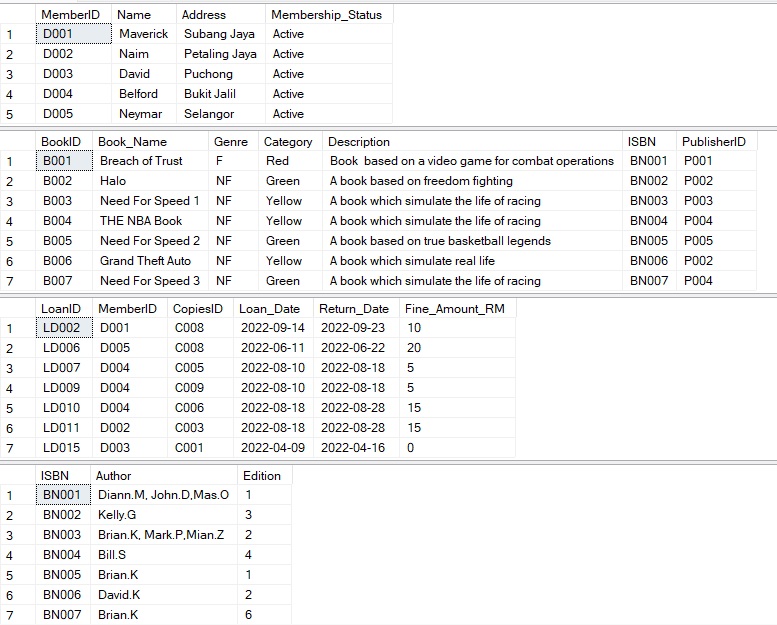 MemberID Name Address Membership_Status
1 D001 Maverick Subang Jaya Active
2 D002 Naim Petaling Jaya Active
3 D003 David Puchong Active
4 D004 Belford Bukit Jalil Active
5 D005 Neymar Selangor Active
BookID Book_Name Genre Category Description ISBN PublisherID
1 B001 Breach of Trust F Red Book based on a video game for combat operations BN001 P001
2 B002 Halo NF Green A book based on freedom fighting BN002 P002
3 B003 Need For Speed 1 NF Yellow A book which simulate the life of racing BN003 P003
4 B004 THE NBA Book NF Yellow A book which simulate the life of racing BN004 P004
5 B005 Need For Speed 2 NF Green A book based on true basketball legends BN005 P005
6 B006 Grand Theft Auto NF Yellow A book which simulate real life BN006 P002
7 B007 Need For Speed 3 NF Green A book which simulate the life of racing BN007 P004
LoanID MemberID CopiesID Loan_Date Return_Date Fine_Amount_RM
1 LD002 D001 C008 2022-09-14 2022-09-23 10
2 LD006 D005 C008 2022-06-11 2022-06-22 20
3 LD007 D004 C005 2022-08-10 2022-08-18 5
4 LD009 D004 C009 2022-08-10 2022-08-18 5
5 LD010 D004 C006 2022-08-18 2022-08-28 15
6 LD011 D002 C003 2022-08-18 2022-08-28 15
7 LD015 D003 C001 2022-04-09 2022-04-16 0
ISBN Author Edition
1 BN001 Diann.M, John.D,Mas.O 1
2 BN002 Kelly.G 3
3 BN003 Brian.K, Mark.P,Mian.Z 2
4 BN004 Bill.S 4
5 BN005 Brian.K 1
6 BN006 David.K 2
7 BN007 Brian.K 6